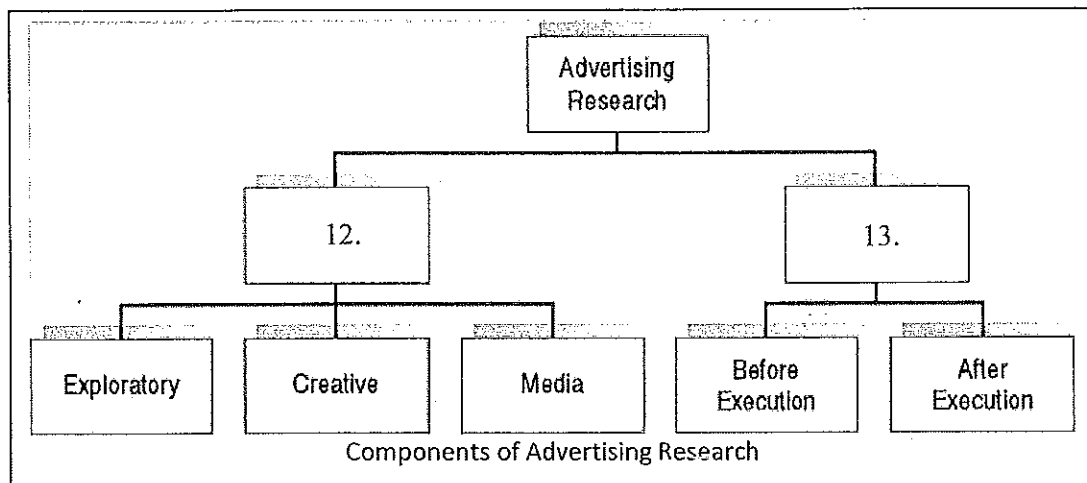 Advertising
Research
12.
13.
Exploratory
Creative
Media
Before
Execution
After
Execution
Components of Advertising Research